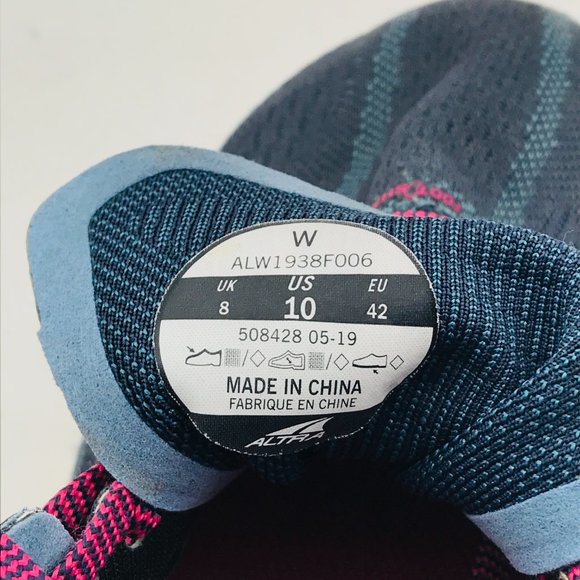 W
ALW1938F006
UK US EU
8 10 42
508428 05-19
MADE IN CHINA
FABRIQUE EN CHINE
ALTRA